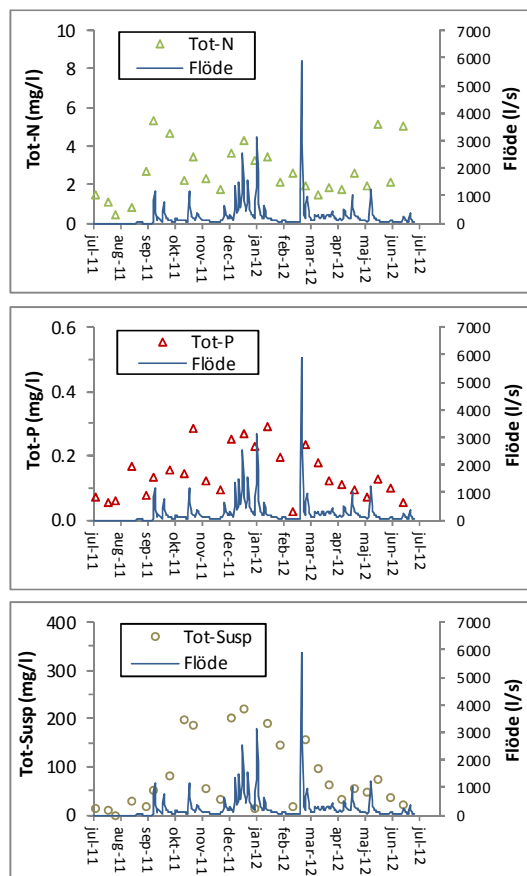 Tot-N (mg/l)
10
8
6
4
2
0
Tot-N
Flöde
7000
6000
5000
4000
3000
2000
1000
0
Flöde (l/s)
jul-11
aug-11
sep-11
okt-11
nov-11
dec-11
jan-12
feb-12
mar-12
apr-12
maj-12
jun-12
jul-12
Tot-P (mg/l)
0.6
0.4
0.2
0.0
Tot-P
Flöde
7000
6000
5000
4000
3000
2000
1000
0
Flöde (l/s)
jul-11
aug-11
sep-11
okt-11
nov-11
dec-11
jan-12
feb-12
mar-12
apr-12
maj-12
jun-12
jul-12
Tot-Susp (mg/l)
400
300
200
100
0
Tot-Susp
Flöde
7000
6000
5000
4000
3000
2000
1000
0
Flöde (l/s)
jul-11
aug-11
sep-11
okt-11
nov-11
dec-11
jan-12
feb-12
mar-12
apr-12
maj-12
jun-12
jul-12